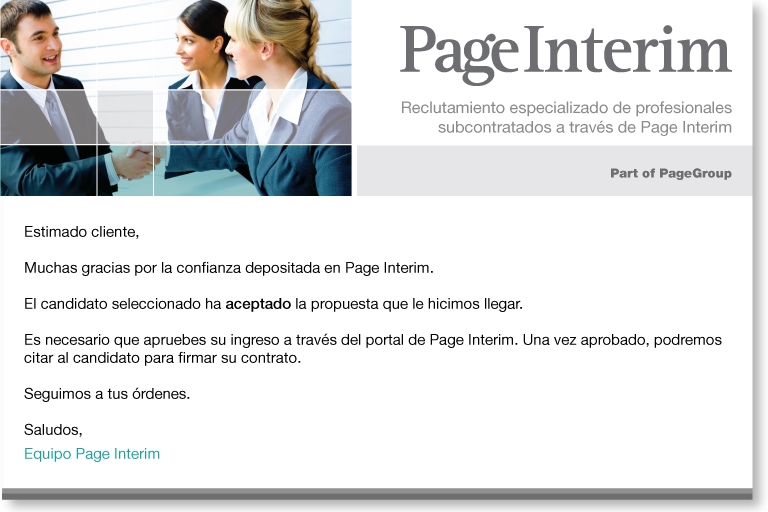 PageInterim
Reclutamiento especializado de profesionales
subcontratados a través de Page Interim
Part of PageGroup
Estimado cliente,
Muchas gracias por la confianza depositada en Page Interim.
El candidato seleccionado ha aceptado la propuesta que le hicimos llegar.
Es necesario que apruebes su ingreso a través del portal de Page Interim. Una vez aprobado, podremos
citar al candidato para firmar su contrato.
Seguimos a tus órdenes.
Saludos,
Equipo Page Interim